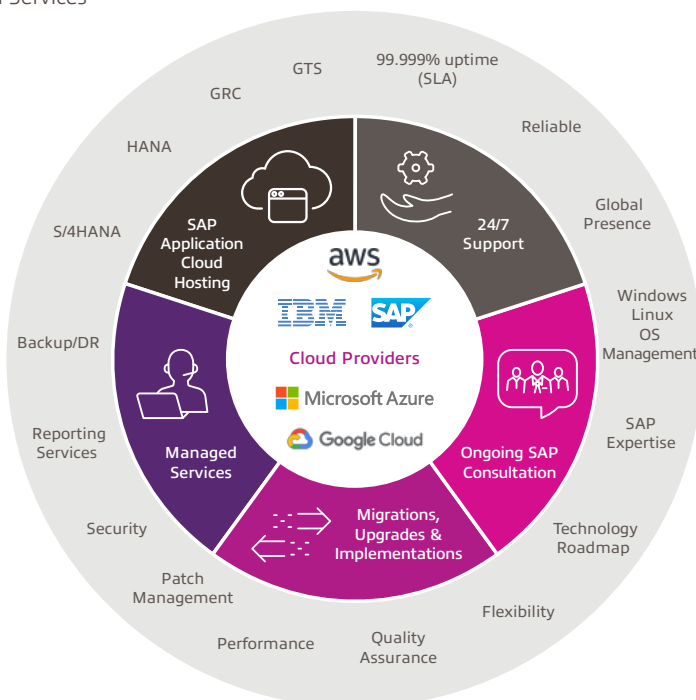 Services
GTS
99.999% uptime
(SLA)
GRC
Reliable
HANA
Global
Presence
S/4HANA
SAP
Application
Cloud
Hosting
24/7
Support
aws
IBM
SAP
Cloud Providers
Microsoft Azure
Google Cloud
Windows
Linux
OS
Management
Backup/DR
SAP
Expertise
Reporting
Services
Managed
Services
Ongoing SAP
Consultation
Migrations,
Upgrades &
Implementations
Security
Technology
Roadmap
Patch
Management
Flexibility
Performance
Quality
Assurance